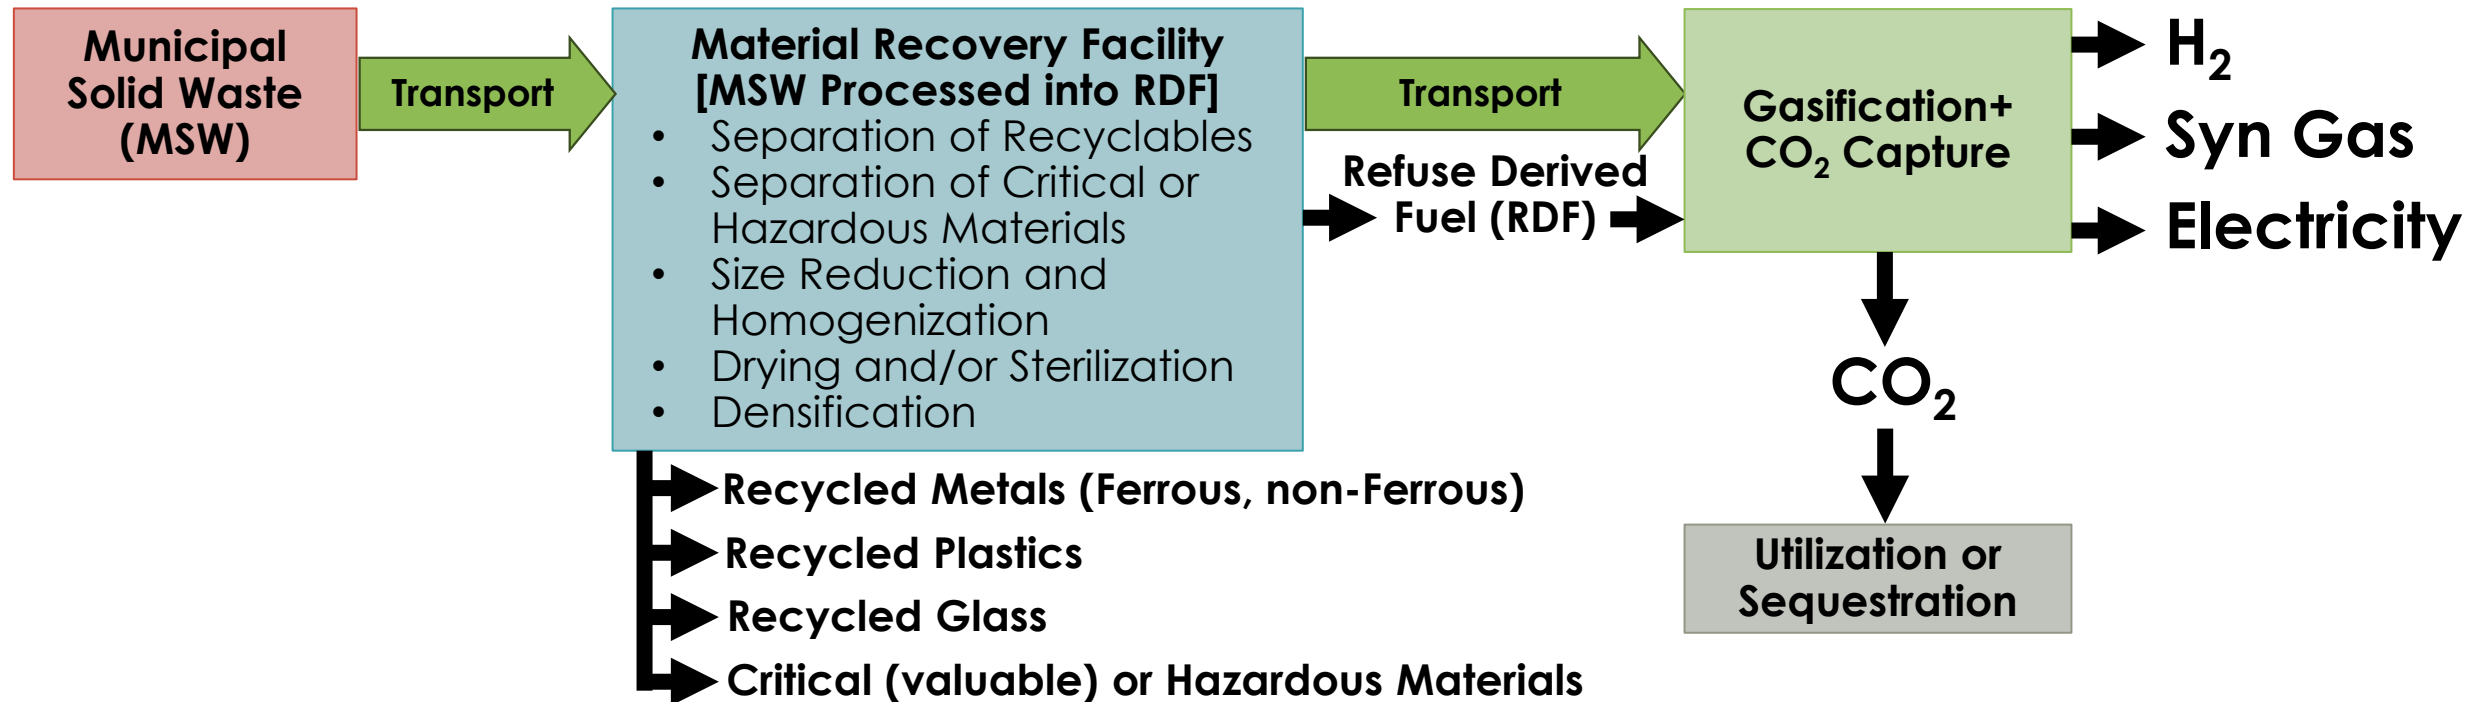 Municipal
Solid Waste
(MSW)
Transport
Material Recovery Facility
[MSW Processed into RDF]
• Separation of Recyclables
• Separation of Critical or
Hazardous Materials
• Size Reduction and
Homogenization
• Drying and/or Sterilization
• Densification
Transport
Refuse Derived
Fuel (RDF)
Gasification+
CO₂ Capture
H₂
Syn Gas
Electricity
CO₂
Utilization or
Sequestration
Recycled Metals (Ferrous, non-Ferrous)
Recycled Plastics
Recycled Glass
Critical (valuable) or Hazardous Materials